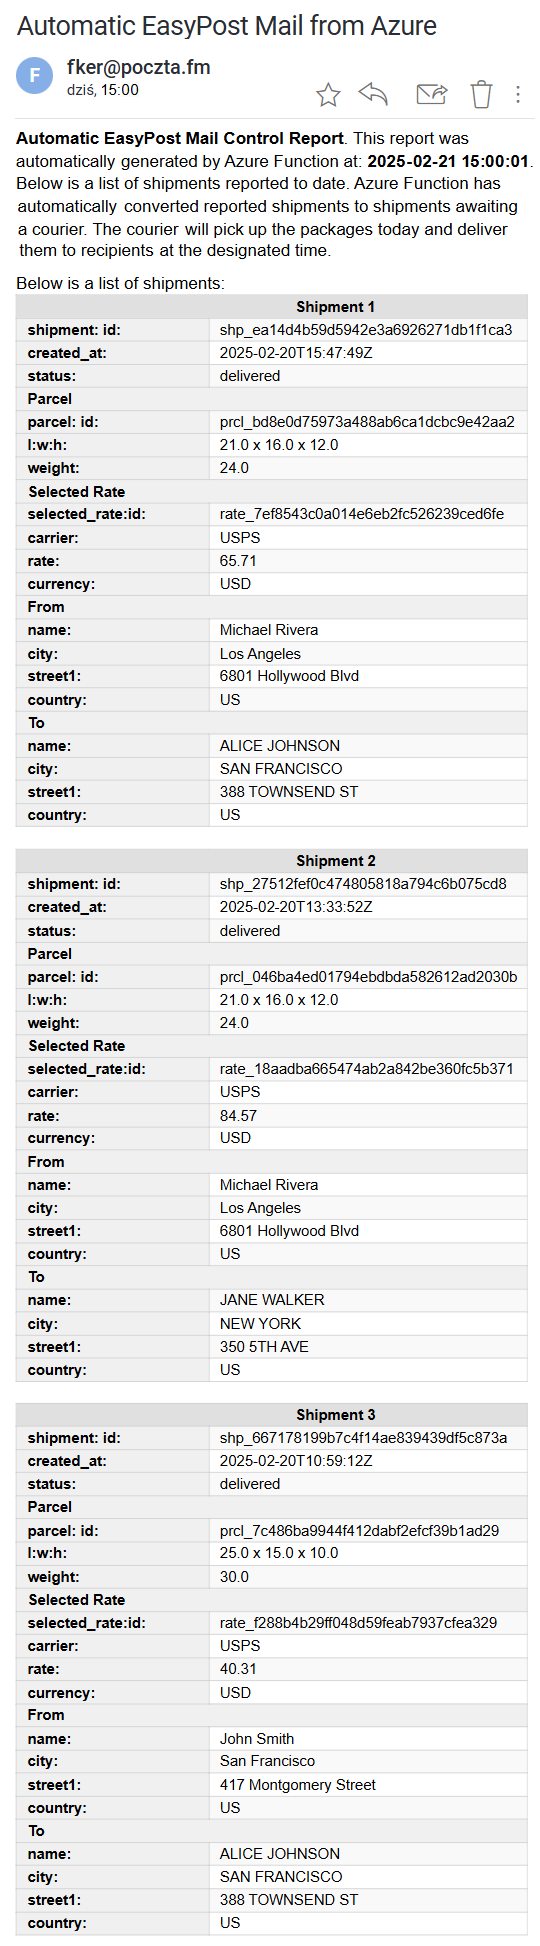 Automatic EasyPost Mail from Azure
F
fker@poczta.fm
dziś, 15:00
Automatic EasyPost Mail Control Report. This report was
automatically generated by Azure Function at: 2025-02-21 15:00:01.
Below is a list of shipments reported to date. Azure Function has
automatically converted reported shipments to shipments awaiting
a courier. The courier will pick up the packages today and deliver
them to recipients at the designated time.
Below is a list of shipments:
Shipment 1
shipment: id: shp_ea14d4b59d5942e3a6926271db1f1ca3
created_at: 2025-02-20T15:47:49Z
status: delivered
Parcel
parcel: id: prcl_bd8e0d75973a488ab6ca1dcbc9e42aa2
l:w:h: 21.0 x 16.0 x 12.0
weight: 24.0
Selected Rate
selected_rate:id: rate_7ef8543c0a014e6eb2fc526239ced6fe
carrier: USPS
rate: 65.71
currency: USD
From
name: Michael Rivera
city: Los Angeles
street1: 6801 Hollywood Blvd
country: US
To
name: ALICE JOHNSON
city: SAN FRANCISCO
street1: 388 TOWNSEND ST
country: US
Shipment 2
shipment: id: shp_27512fef0c474805818a794c6b075cd8
created_at: 2025-02-20T13:33:52Z
status: delivered
Parcel
parcel: id: prcl_046ba4ed01794ebdbda582612ad2030b
l:w:h: 21.0 x 16.0 x 12.0
weight: 24.0
Selected Rate
selected_rate:id: rate_18aadba665474ab2a842be360fc5b371
carrier: USPS
rate: 84.57
currency: USD
From
name: Michael Rivera
city: Los Angeles
street1: 6801 Hollywood Blvd
country: US
To
name: JANE WALKER
city: NEW YORK
street1: 350 5TH AVE
country: US
Shipment 3
shipment: id: shp_667178199b7c4f14ae839439df5c873a
created_at: 2025-02-20T10:59:12Z
status: delivered
Parcel
parcel: id: prcl_7c486ba9944f412dabf2efcf39b1ad29
l:w:h: 25.0 x 15.0 x 10.0
weight: 30.0
Selected Rate
selected_rate:id: rate_f288b4b29ff048d59feab7937cfea329
carrier: USPS
rate: 40.31
currency: USD
From
name: John Smith
city: San Francisco
street1: 417 Montgomery Street
country: US
To
name: ALICE JOHNSON
city: SAN FRANCISCO
street1: 388 TOWNSEND ST
country: US